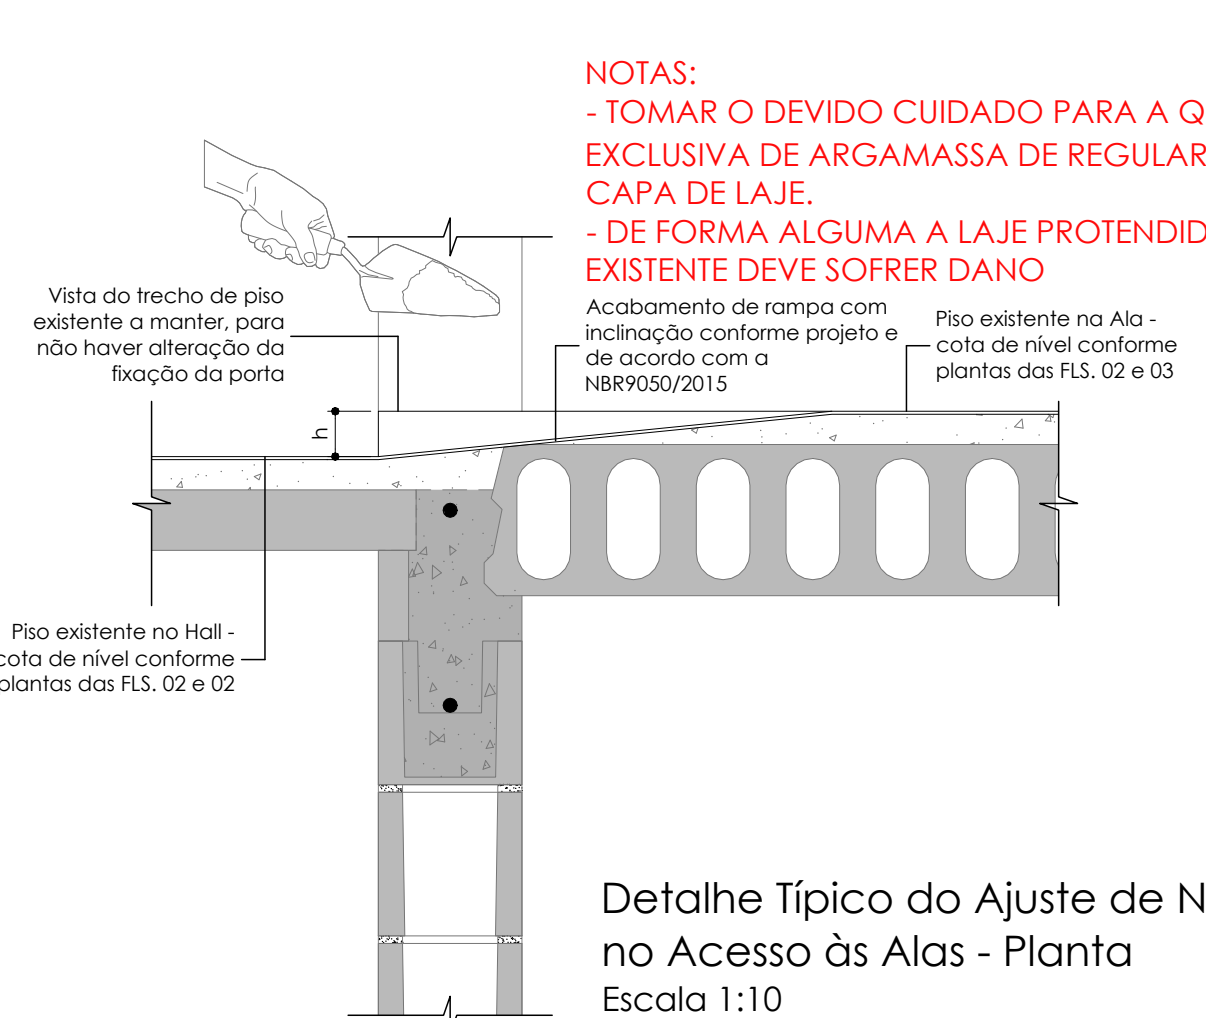 NOTAS:
- TOMAR O DEVIDO CUIDADO PARA A
EXCLUSIVA DE ARGAMASSA DE
CAPA DE LAJE.
- DE FORMA ALGUMA A LAJE
EXISTENTE DEVE SOFRER DANO
Vista do trecho de piso
existente a manter, para
não haver alteração da
fixação da porta
Acabamento de rampa com
inclinação conforme projeto e
de acordo com a
NBR9050/2015
Piso existente na Ala -
cota de nível conforme
plantas das FLS. 02 e 03
h
Piso existente no Hall -
cota de nível conforme
plantas das FLS. 02 e 02
Detalhe Típico do Ajuste de
no Acesso às Alas - Planta
Escala 1:10